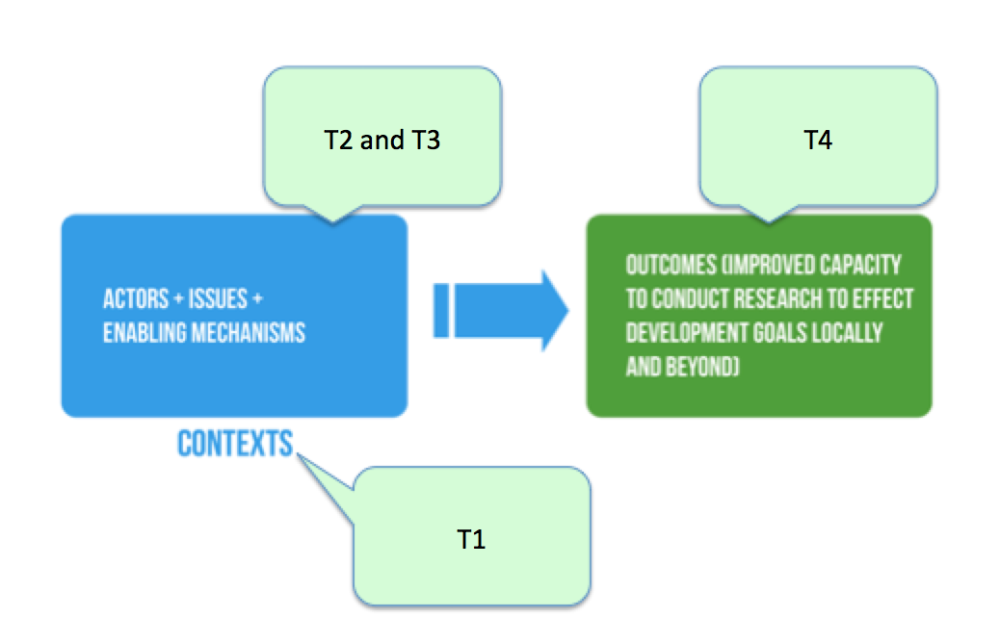 T2 and T3
T4
ACTORS + ISSUES +
ENABLING MECHANISMS
OUTCOMES (IMPROVED CAPACITY
TO CONDUCT RESEARCH TO EFFECT
DEVELOPMENT GOALS LOCALLY
AND BEYOND)
CONTEXTS
T1